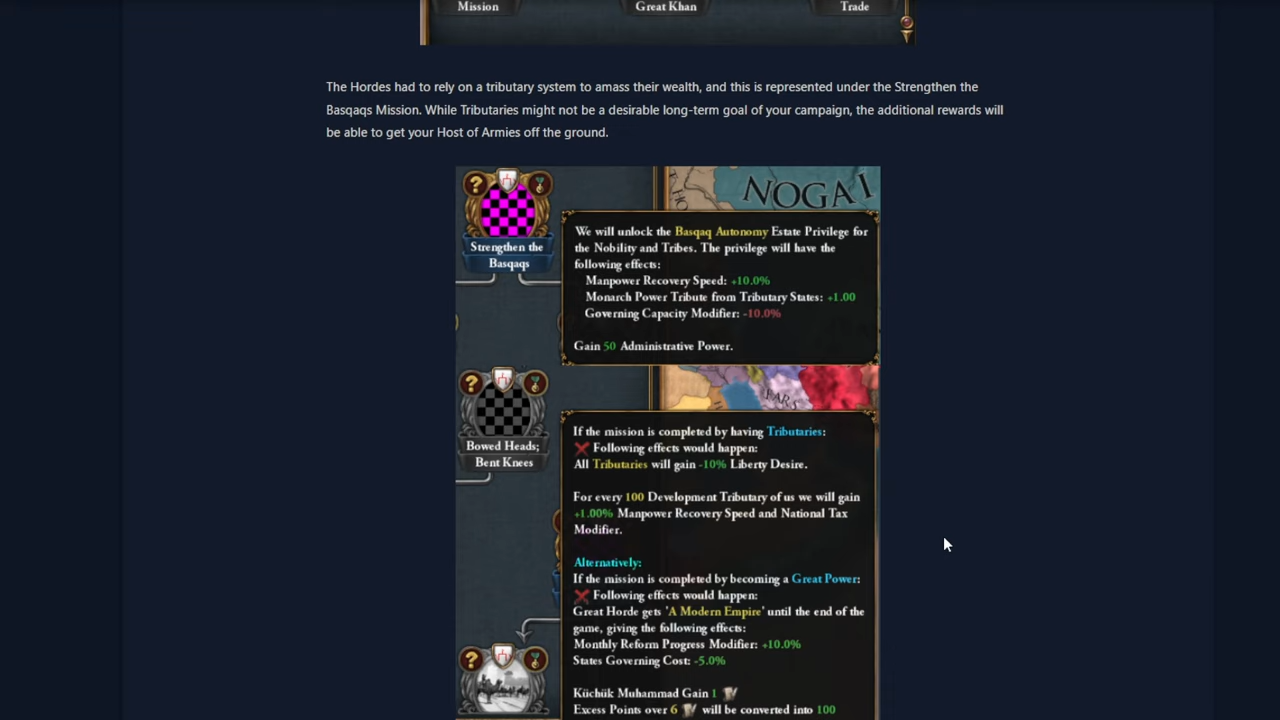 Mission
Great Khan
Trade
The Hordes had to rely on a tributary system to amass their wealth, and this is represented under the Strengthen the
Basqaqs Mission. While Tributaries might not be a desirable long-term goal of your campaign, the additional rewards will
be able to get your Host of Armies off the ground.
NOGAI
Strengthen the
Basqaqs
We will unlock the Basqaq Autonomy Estate Privilege for
the Nobility and Tribes. The privilege will have the
following effects:
Manpower Recovery Speed: +10.0%
Monarch Power Tribute from Tributary States: +1.00
Governing Capacity Modifier: -10.0%
Gain 50 Administrative Power.
Bowed Heads;
Bent Knees
If the mission is completed by having Tributaries:
Following effects would happen:
All Tributaries will gain -10% Liberty Desire.
For every 100 Development Tributary of us we will gain
+1.00% Manpower Recovery Speed and National Tax
Modifier.
Alternatively:
If the mission is completed by becoming a Great Power:
Following effects would happen:
Great Horde gets 'A Modern Empire' until the end of the
game, giving the following effects:
Monthly Reform Progress Modifier: +10.0%
States Governing Cost: -5.0%
Küchük Muhammad Gain 1
Excess Points over 6 will be converted into 100